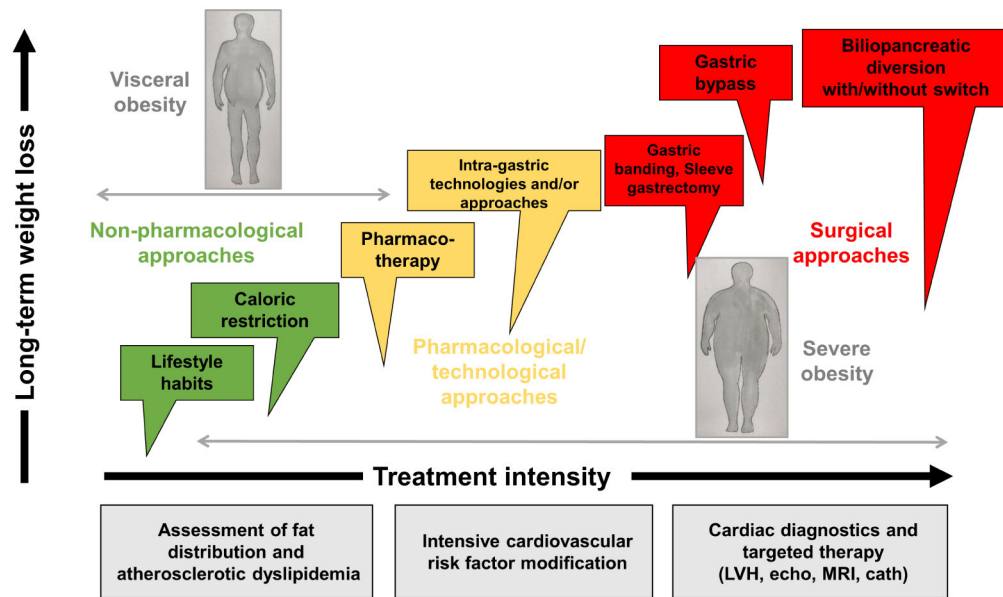 Long-term weight loss
Visceral
obesity
Gastric
bypass
Biliopancreatic
diversion
with/without switch
Intra-gastric
technologies and/or
approaches
Gastric
banding, Sleeve
gastrectomy
Non-pharmacological
approaches
Pharmaco-
therapy
Surgical
approaches
Caloric
restriction
Lifestyle
habits
Pharmacological/
technological
approaches
Severe
obesity
Treatment intensity
Assessment of fat
distribution and
atherosclerotic dyslipidemia
Intensive cardiovascular
risk factor modification
Cardiac diagnostics and
targeted therapy
(LVH, echo, MRI, cath)